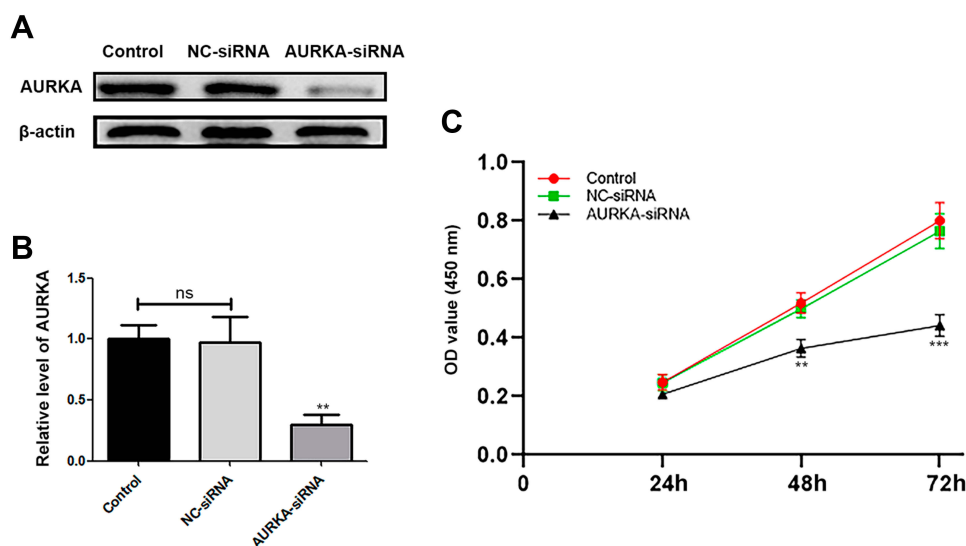 A
Control NC-siRNA AURKA-siRNA
AURKA
β-actin
B
Relative level of AURKA
1.5
1.0
0.5
0.0
ns
**
Control
NC-siRNA
AURKA-siRNA
C
OD value (450 nm)
1.0
0.8
0.6
0.4
0.2
0.0
Control
NC-siRNA
AURKA-siRNA
**
***
0 24h 48h 72h